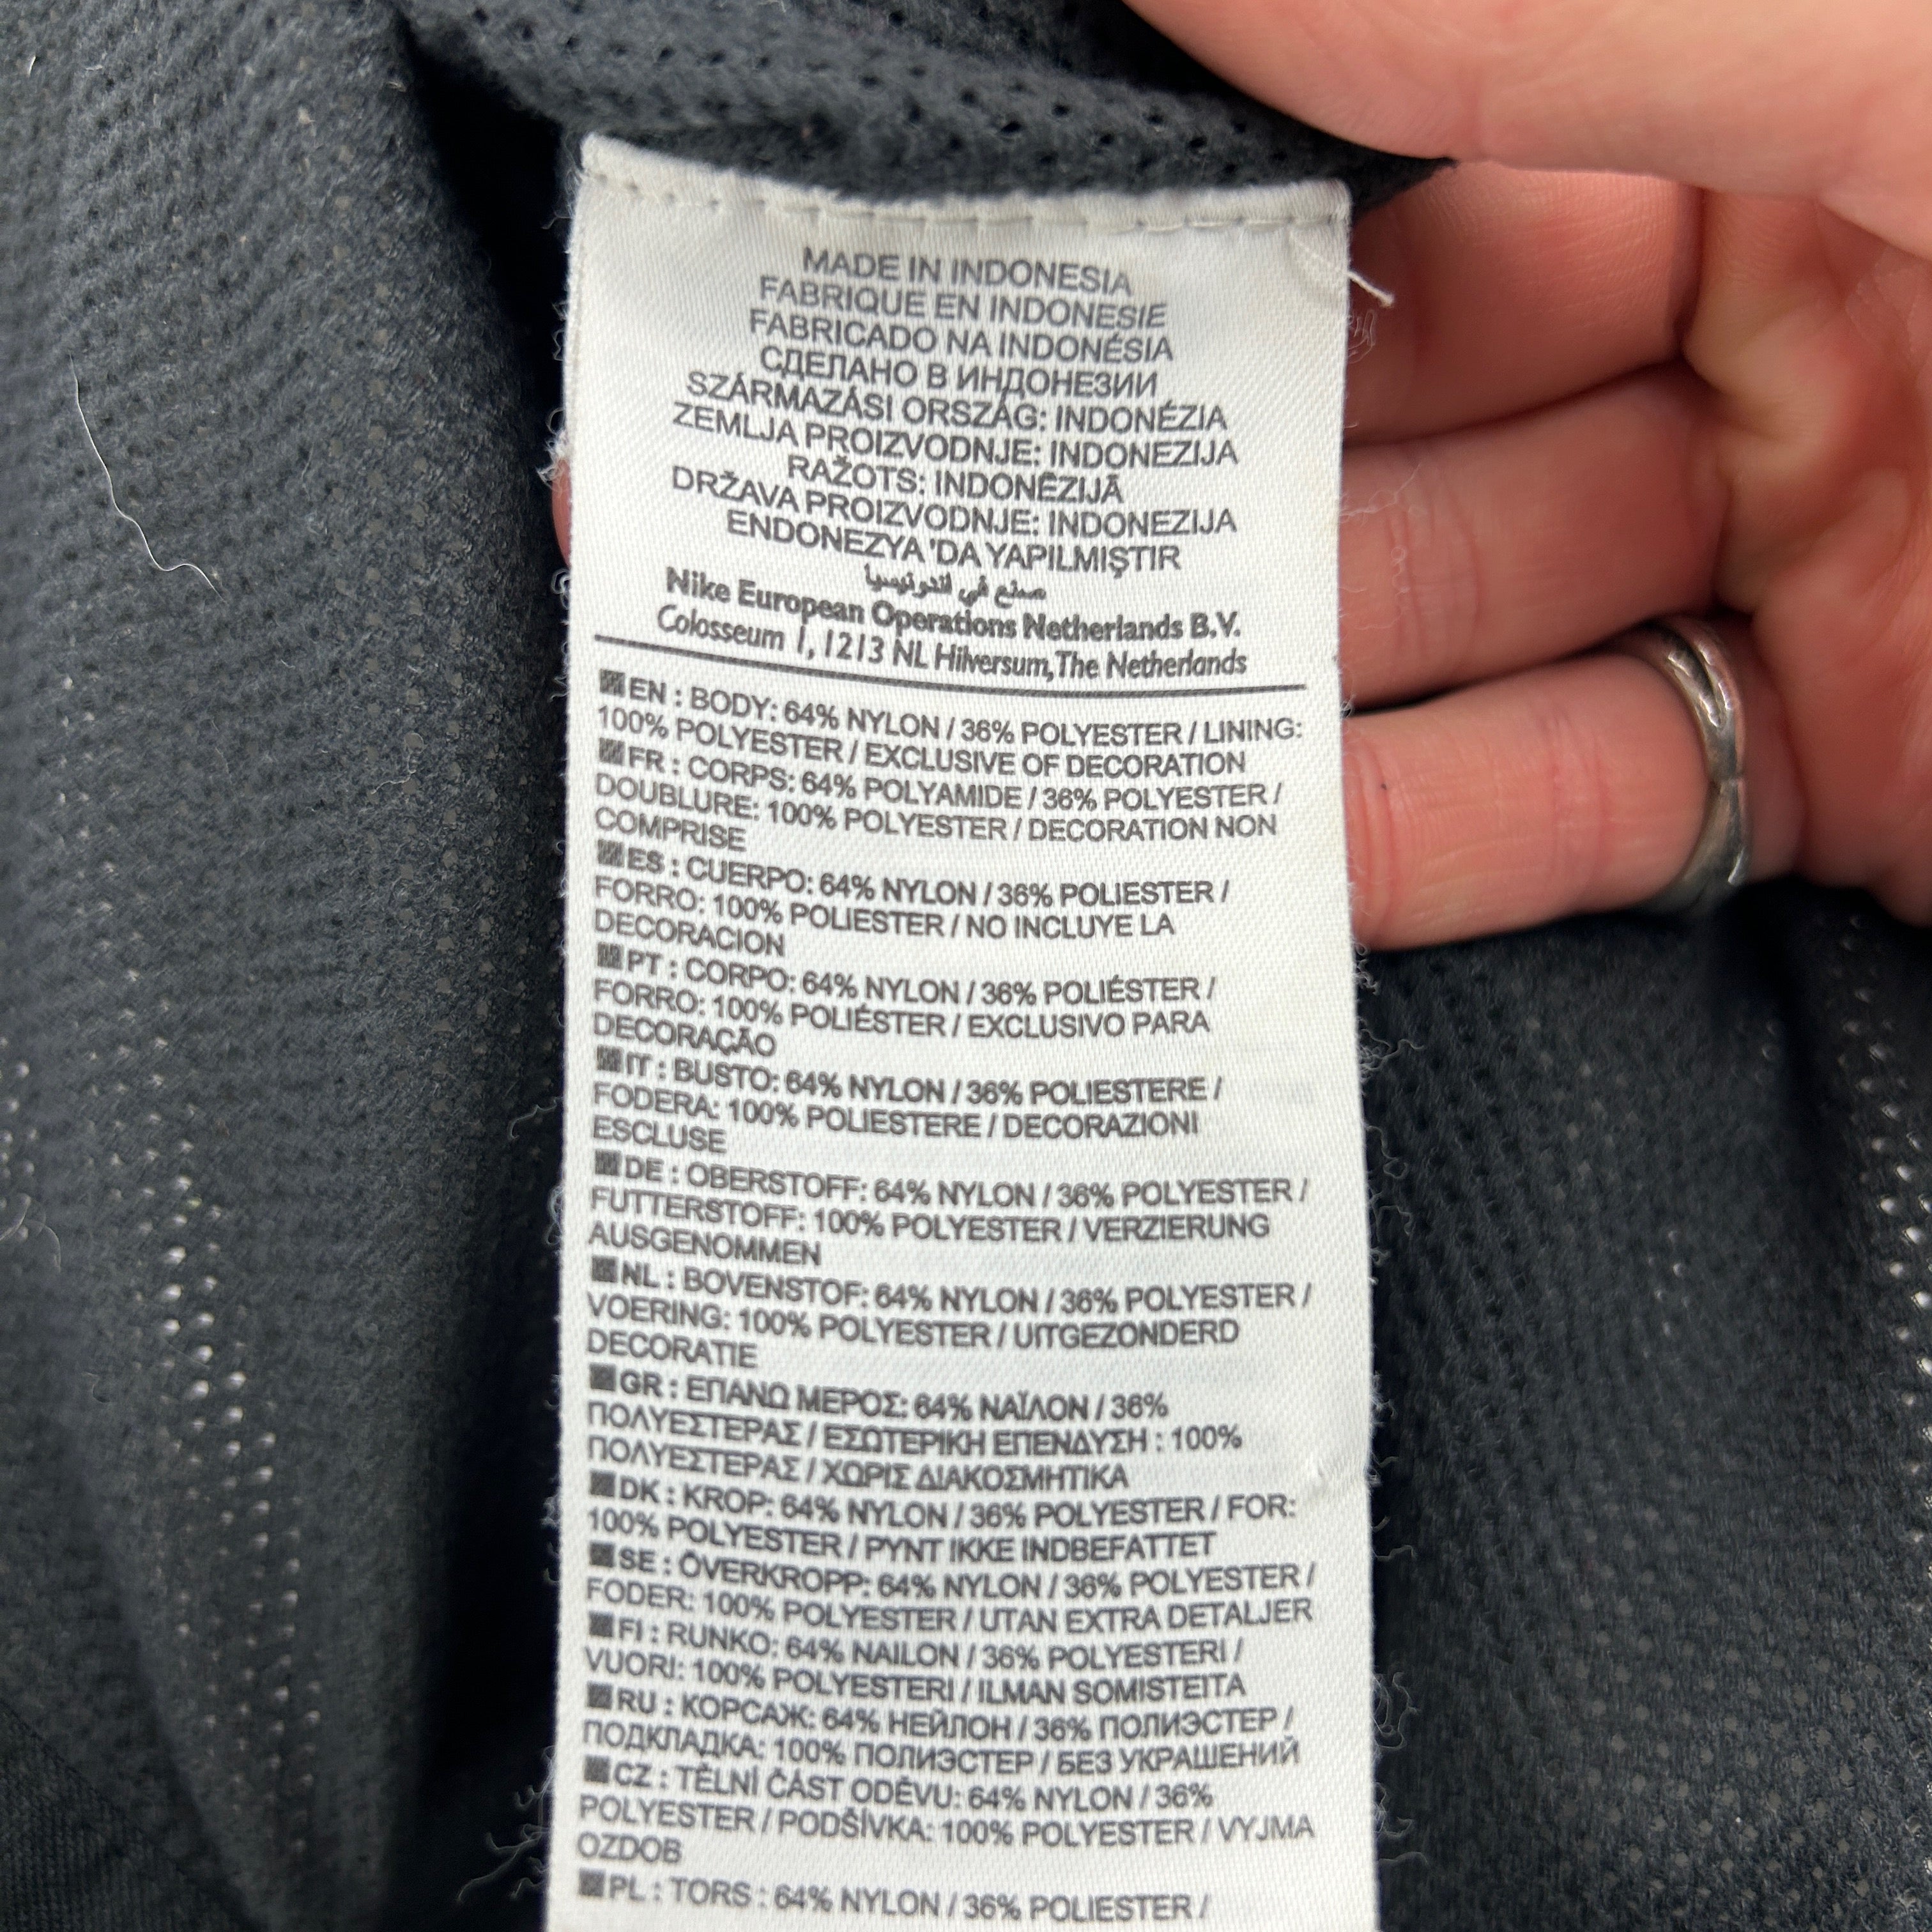 MADE IN INDONESIA
FABRIQUE EN INDONESIE
FABRICADO NA INDONÉSIA
СДЕЛАНО В ИНДОНЕЗИИ
SZÁRMAZÁSI ORSZÁG: INDONÉZIA
ZEMLJA PROIZVODNJE: INDONEZIJA
RAŽOTS: INDONĒZIJĀ
DRŽAVA PROIZVODNJE: INDONEZIJA
ENDONEZYA 'DA YAPILMIŞTIR
صنع في اندونيسيا
Nike European Operations Netherlands B.V.
Colosseum 1, 1213 NL Hilversum, The Netherlands
EN : BODY: 64% NYLON / 36% POLYESTER / LINING:
100% POLYESTER / EXCLUSIVE OF DECORATION
FR : CORPS: 64% POLYAMIDE / 36% POLYESTER /
DOUBLURE: 100% POLYESTER / DECORATION NON
COMPRISE
ES : CUERPO: 64% NYLON / 36% POLIESTER /
FORRO: 100% POLIESTER / NO INCLUYE LA
DECORACION
PT : CORPO: 64% NYLON / 36% POLIÉSTER /
FORRO: 100% POLIÉSTER / EXCLUSIVO PARA
DECORAÇÃO
IT : BUSTO: 64% NYLON / 36% POLIESTERE /
FODERA: 100% POLIESTERE / DECORAZIONI
ESCLUSE
DE : OBERSTOFF: 64% NYLON / 36% POLYESTER /
FUTTERSTOFF: 100% POLYESTER / VERZIERUNG
AUSGENOMMEN
NL : BOVENSTOF: 64% NYLON / 36% POLYESTER /
VOERING: 100% POLYESTER / UITGEZONDERD
DECORATIE
GR : ΕΠΑΝΩ ΜΕΡΟΣ: 64% ΝΑΪΛΟΝ / 36%
ΠΟΛΥΕΣΤΕΡΑΣ / ΕΣΩΤΕΡΙΚΗ ΕΠΕΝΔΥΣΗ : 100%
ΠΟΛΥΕΣΤΕΡΑΣ / ΧΩΡΙΣ ΔΙΑΚΟΣΜΗΤΙΚΑ
DK : KROP: 64% NYLON / 36% POLYESTER / FOR:
100% POLYESTER / PYNT IKKE INDBEFATTET
SE : ÖVERKROPP: 64% NYLON / 36% POLYESTER /
FODER: 100% POLYESTER / UTAN EXTRA DETALJER
FI : RUNKO: 64% NAILON / 36% POLYESTERI /
VUORI: 100% POLYESTERI / ILMAN SOMISTEITA
RU : КОРСАЖ: 64% НЕЙЛОН / 36% ПОЛИЭСТЕР /
ПОДКЛАДКА: 100% ПОЛИЭСТЕР / БЕЗ УКРАШЕНИЙ
CZ : TĚLNÍ ČÁST ODĚVU: 64% NYLON / 36%
POLYESTER / PODŠÍVKA: 100% POLYESTER / VYJMA
OZDOB
PL : TORS : 64% NYLON / 36% POLIESTER /